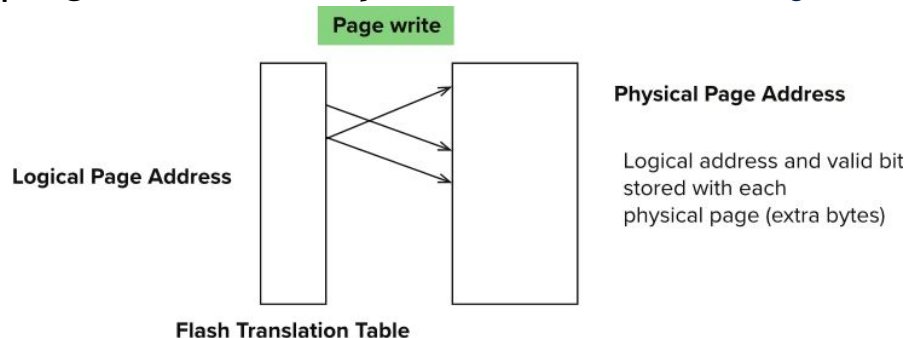 Page write
Physical Page Address
Logical Page Address
Logical address and valid bit
stored with each
physical page (extra bytes)
Flash Translation Table